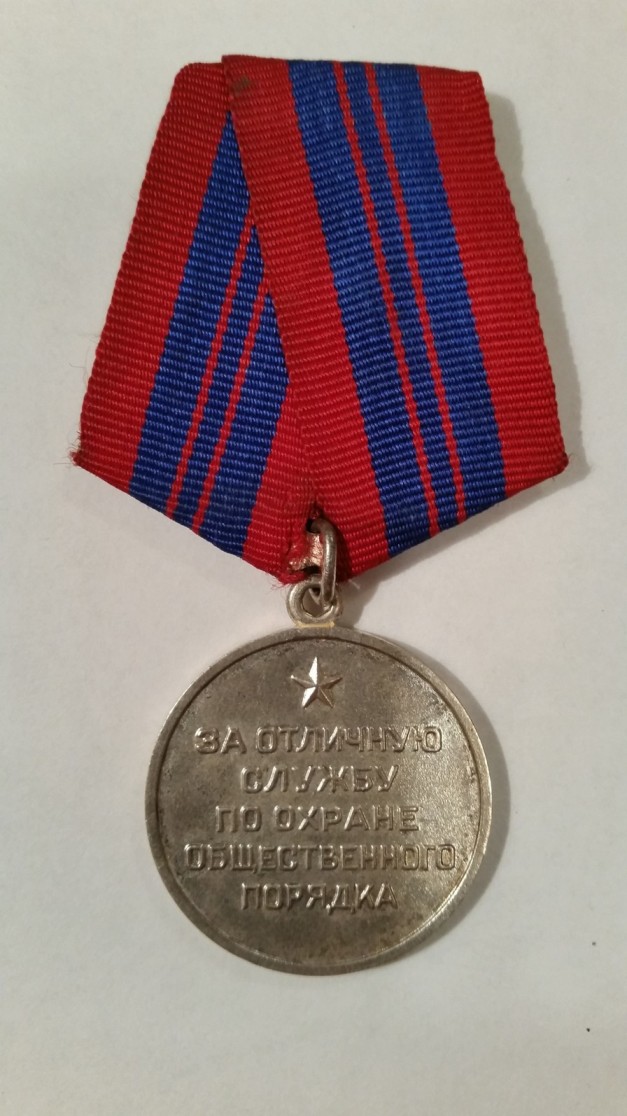 ЗА ОТЛИЧНУЮ
СЛУЖБУ
ПО ОХРАНЕ
ОБЩЕСТВЕННОГО
ПОРЯДКА